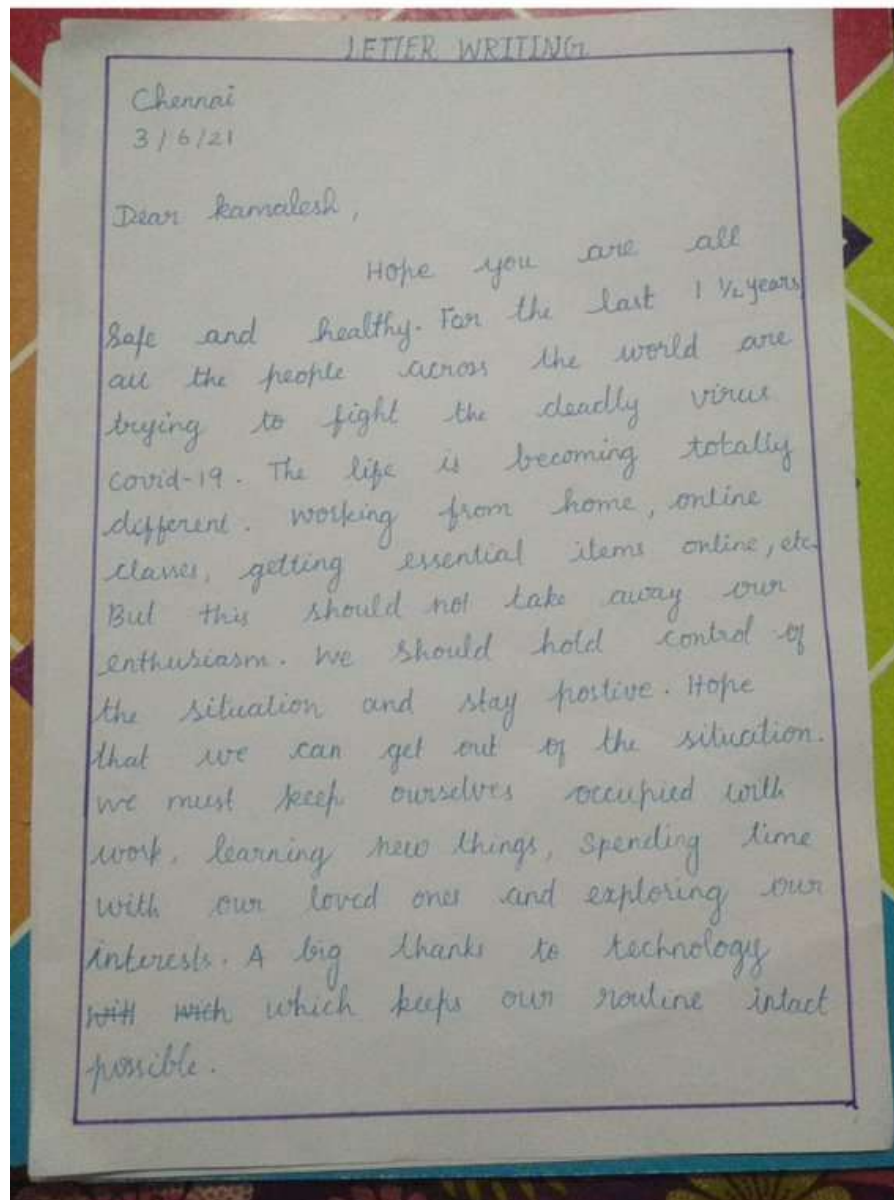 LETTER WRITING
Chennai
3/6/21
Dear kamalesh,
Hope you are all
safe and healthy. For the last 1 1/2 years
all the people across the world are
trying to fight the deadly virus
covid-19. The life is becoming totally
different. working from home, online
classes, getting essential items online, etc.
But this should not take away our
enthusiasm. we should hold control of
the situation and stay postive. Hope
that we can get out of the situation.
we must keep ourselves occupied with
work, learning new things, spending time
with our loved ones and exploring our
interests. A big thanks to technology
which keeps our routine intact
possible.